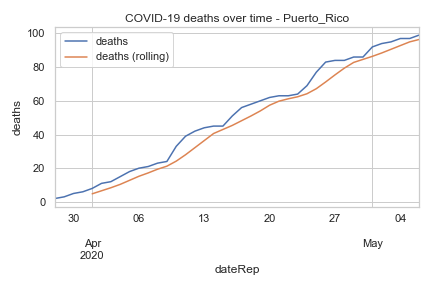 COVID-19 deaths over time - Puerto_Rico
deaths
deaths (rolling)
100
80
60
40
20
0
deaths
30 06 13 20 27 04
Apr May
2020
dateRep